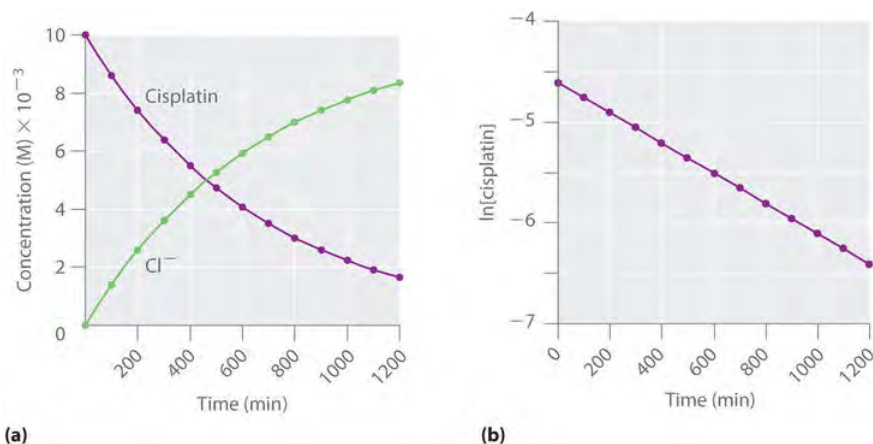 Concentration (M) × 10⁻³
10
8
6
4
2
0
Cisplatin
Cl⁻
200
400
600
800
1000
1200
Time (min)
(a)
ln[cisplatin]
−4
−5
−6
−7
0
200
400
600
800
1000
1200
Time (min)
(b)